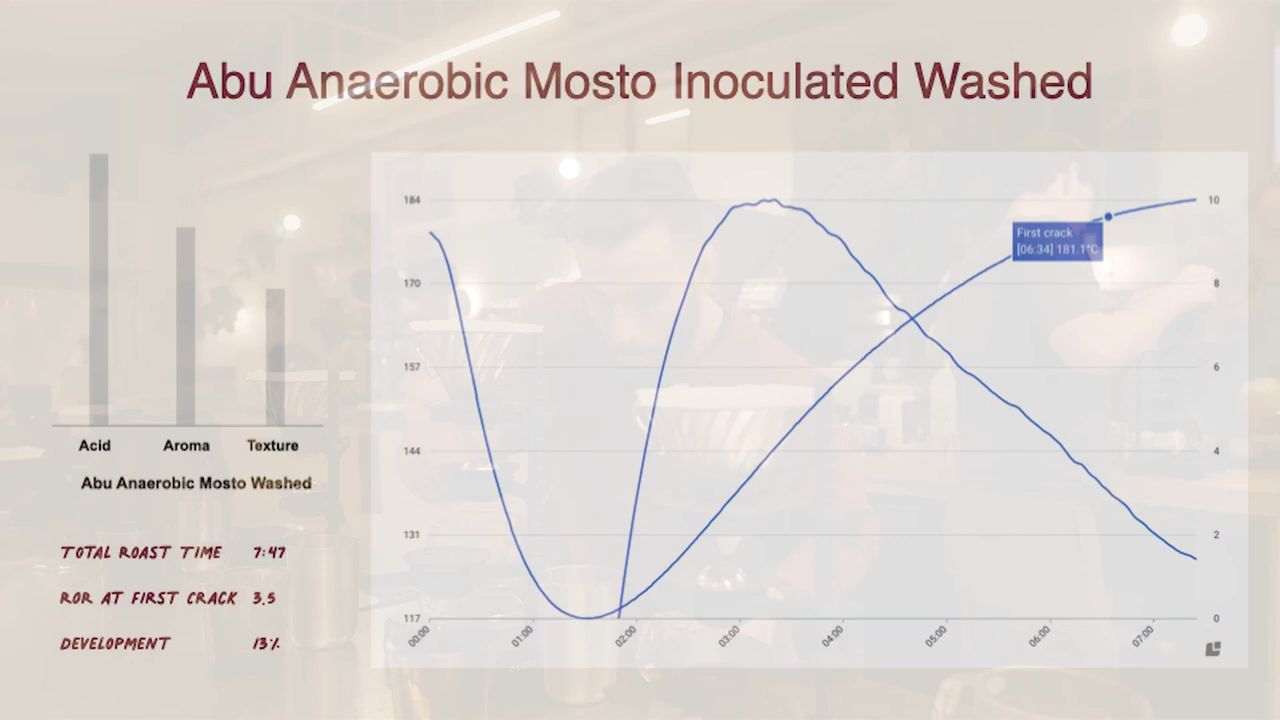 Abu Anaerobic Mosto Inoculated Washed
Acid Aroma Texture
Abu Anaerobic Mosto Washed
TOTAL ROAST TIME 7:47
ROR AT FIRST CRACK 3.5
DEVELOPMENT 13%
184
170
157
144
131
117
First crack
[06:34] 181.1°C
10
8
6
4
2
0
00:00 01:00 02:00 03:00 04:00 05:00 06:00 07:00